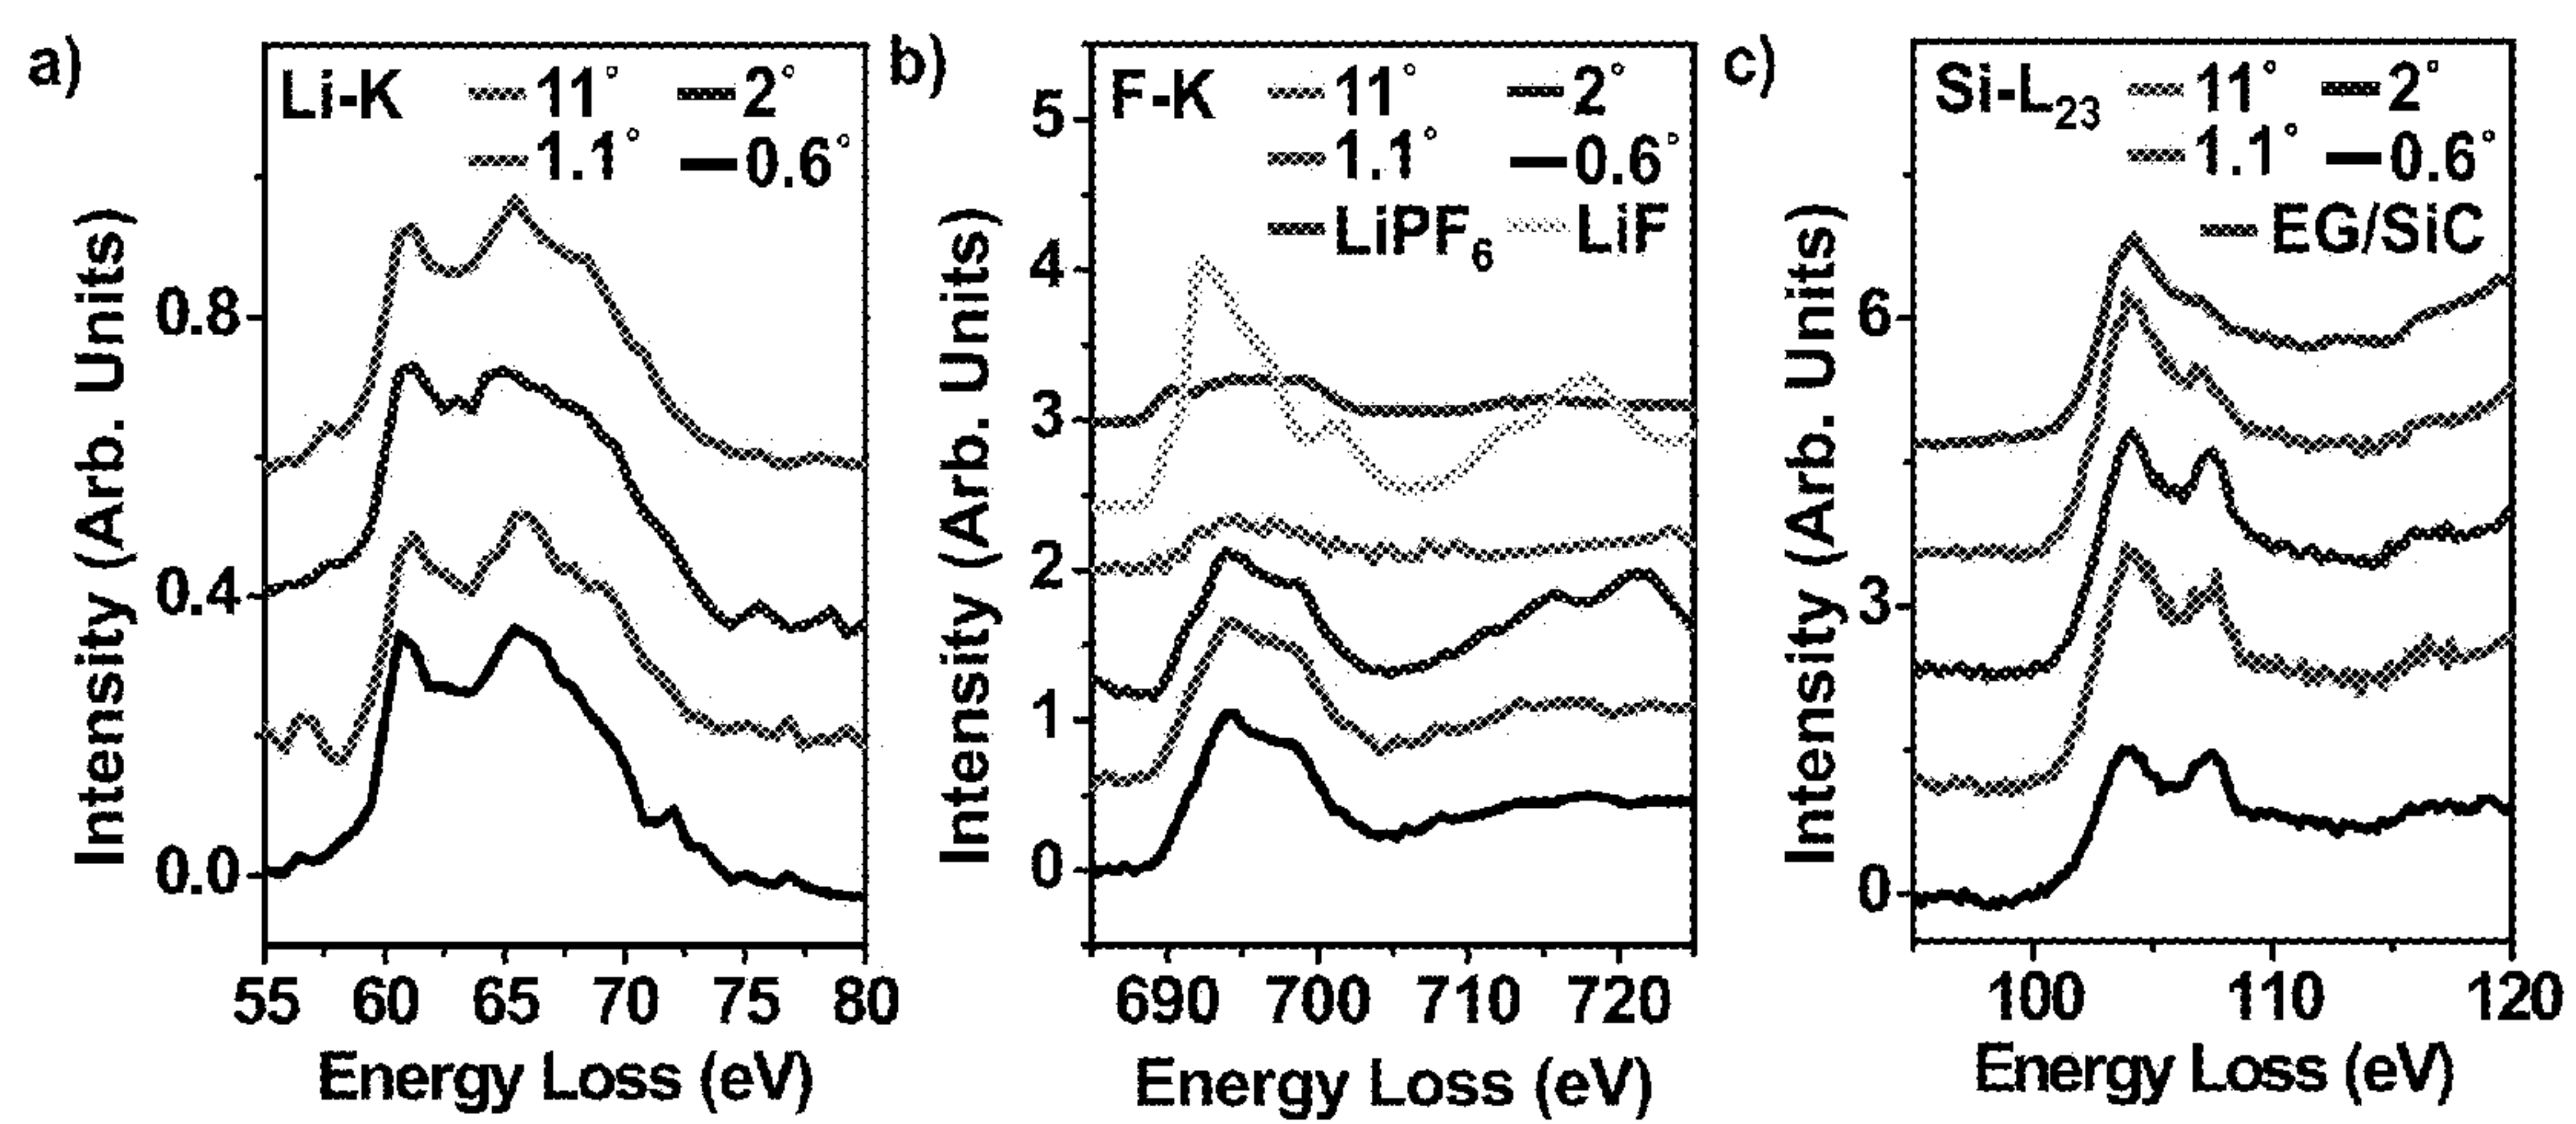 a)
Li-K 11° 2°
1.1° 0.6°
Intensity (Arb. Units)
0.8
0.4
0.0
55 60 65 70 75 80
Energy Loss (eV)
b)
F-K 11° 2°
1.1° 0.6°
LiPF6 LiF
Intensity (Arb. Units)
5
4
3
2
1
0
690 700 710 720
Energy Loss (eV)
c)
Si-L23 11° 2°
1.1° 0.6°
EG/SiC
Intensity (Arb. Units)
6
3
0
100 110 120
Energy Loss (eV)